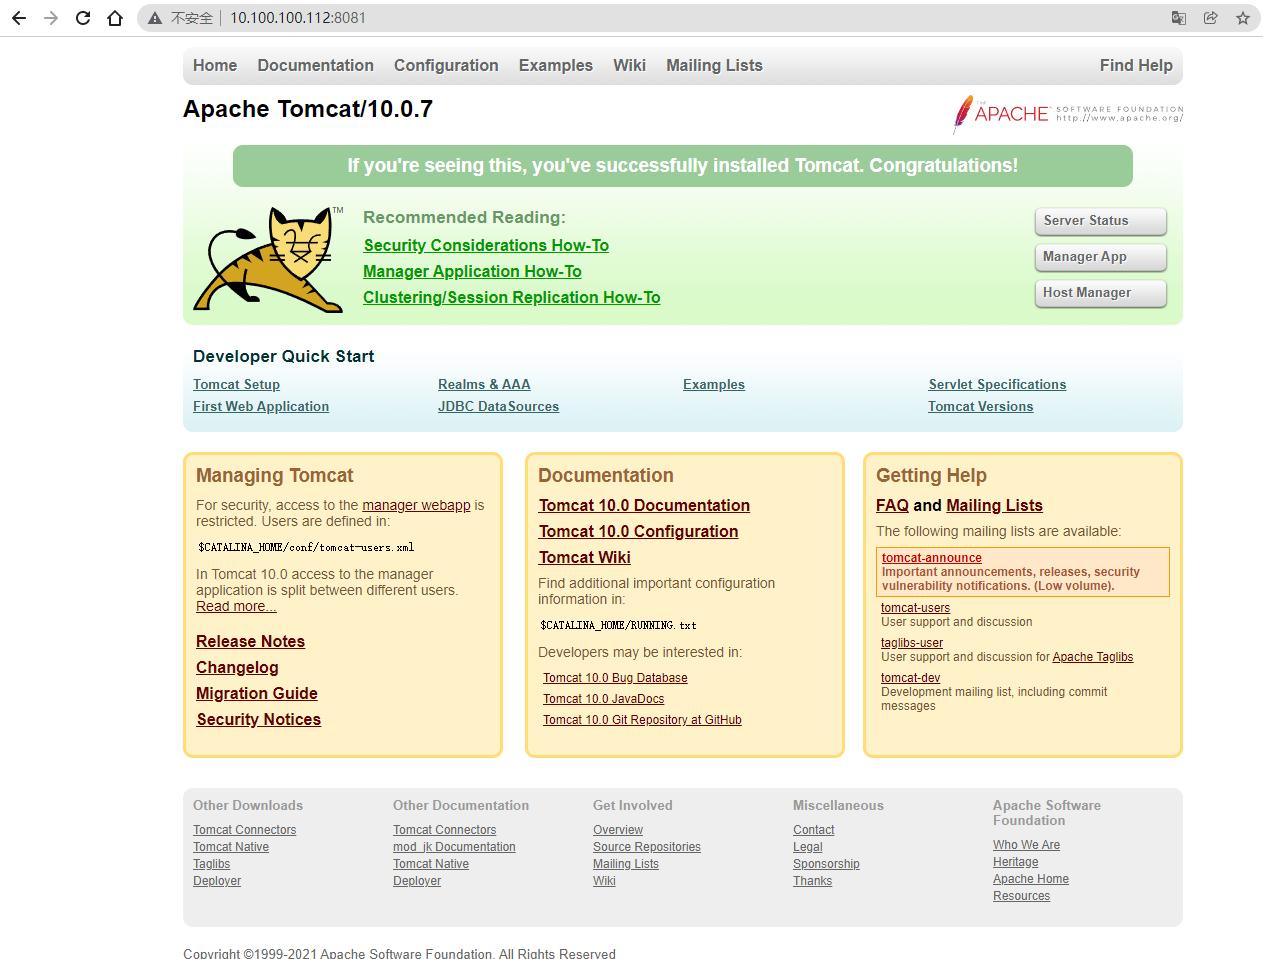 不安全 | 10.100.100.112:8081
Home Documentation Configuration Examples Wiki Mailing Lists Find Help
Apache Tomcat/10.0.7
THE APACHE™ SOFTWARE FOUNDATION
http://www.apache.org/
If you're seeing this, you've successfully installed Tomcat. Congratulations!
TM
Recommended Reading:
Security Considerations How-To
Manager Application How-To
Clustering/Session Replication How-To
Server Status
Manager App
Host Manager
Developer Quick Start
Tomcat Setup
First Web Application
Realms & AAA
JDBC DataSources
Examples
Servlet Specifications
Tomcat Versions
Managing Tomcat
For security, access to the manager webapp is
restricted. Users are defined in:
$CATALINA_HOME/conf/tomcat-users.xml
In Tomcat 10.0 access to the manager
application is split between different users.
Read more...
Release Notes
Changelog
Migration Guide
Security Notices
Documentation
Tomcat 10.0 Documentation
Tomcat 10.0 Configuration
Tomcat Wiki
Find additional important configuration
information in:
$CATALINA_HOME/RUNNING.txt
Developers may be interested in:
Tomcat 10.0 Bug Database
Tomcat 10.0 JavaDocs
Tomcat 10.0 Git Repository at GitHub
Getting Help
FAQ and Mailing Lists
The following mailing lists are available:
tomcat-announce
Important announcements, releases, security
vulnerability notifications. (Low volume).
tomcat-users
User support and discussion
taglibs-user
User support and discussion for Apache Taglibs
tomcat-dev
Development mailing list, including commit
messages
Other Downloads
Tomcat Connectors
Tomcat Native
Taglibs
Deployer
Other Documentation
Tomcat Connectors
mod_jk Documentation
Tomcat Native
Deployer
Get Involved
Overview
Source Repositories
Mailing Lists
Wiki
Miscellaneous
Contact
Legal
Sponsorship
Thanks
Apache Software
Foundation
Who We Are
Heritage
Apache Home
Resources
Copyright ©1999-2021 Apache Software Foundation. All Rights Reserved